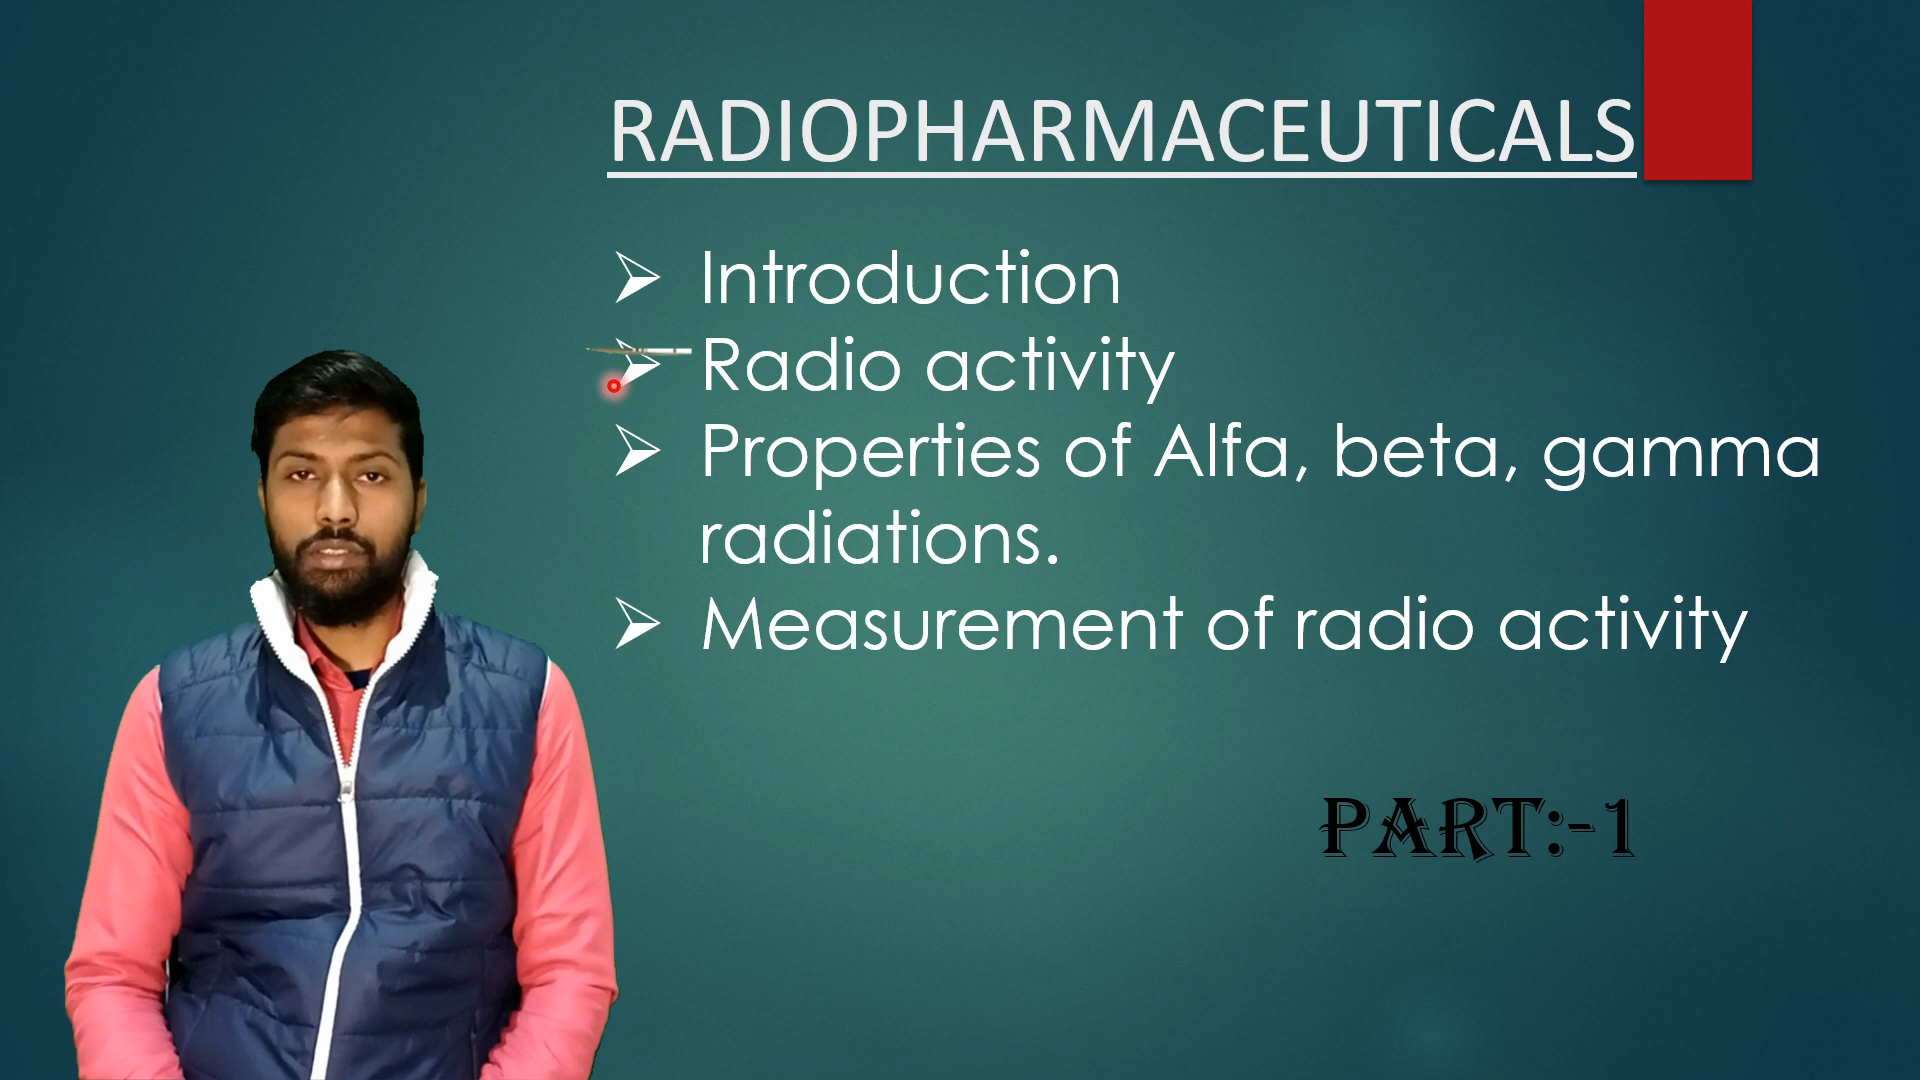 RADIOPHARMACEUTICALS
Introduction
Radio activity
Properties of Alfa, beta, gamma
radiations.
Measurement of radio activity
PART:-1